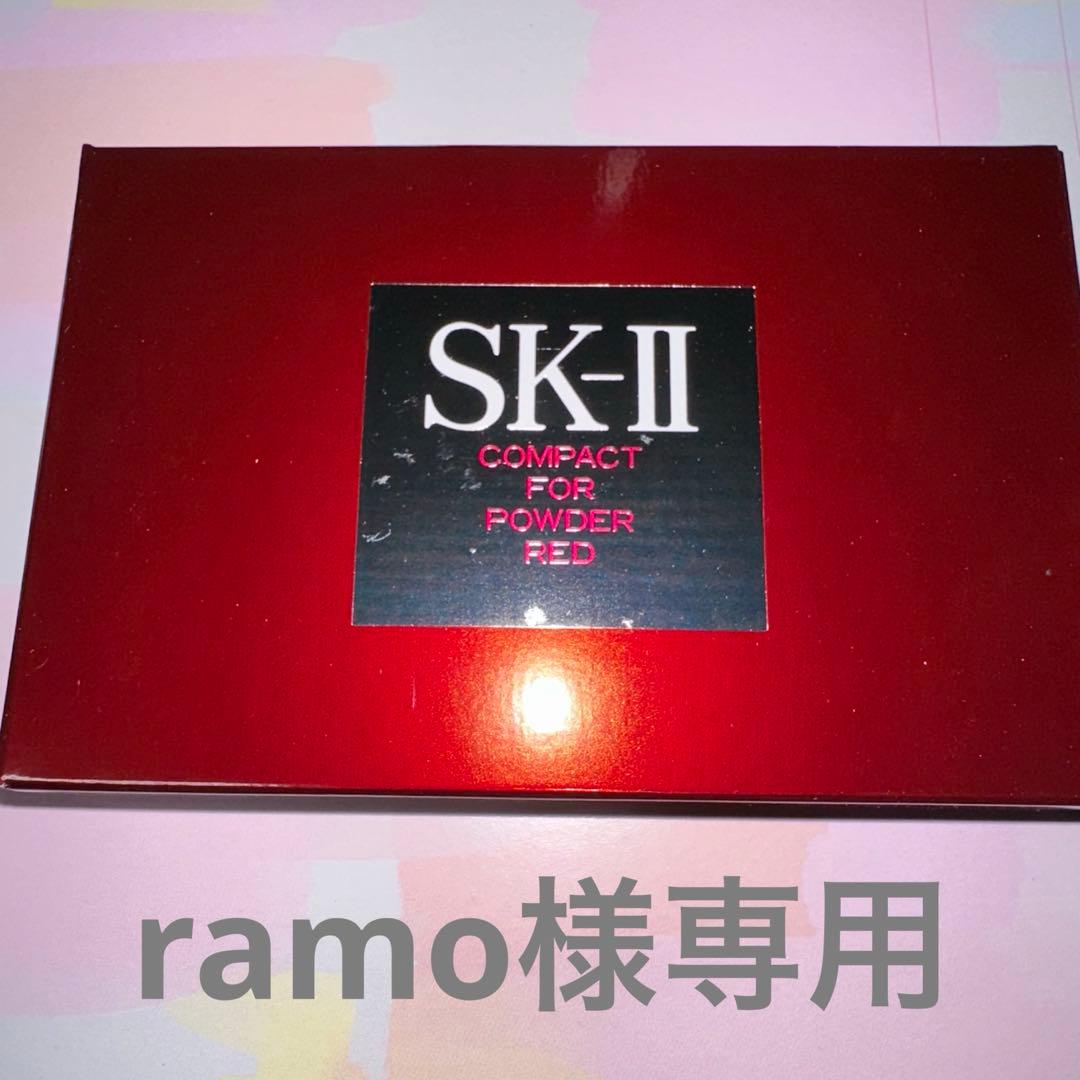 SK-II
COMPACT
FOR
POWDER
RED
ramo様専用